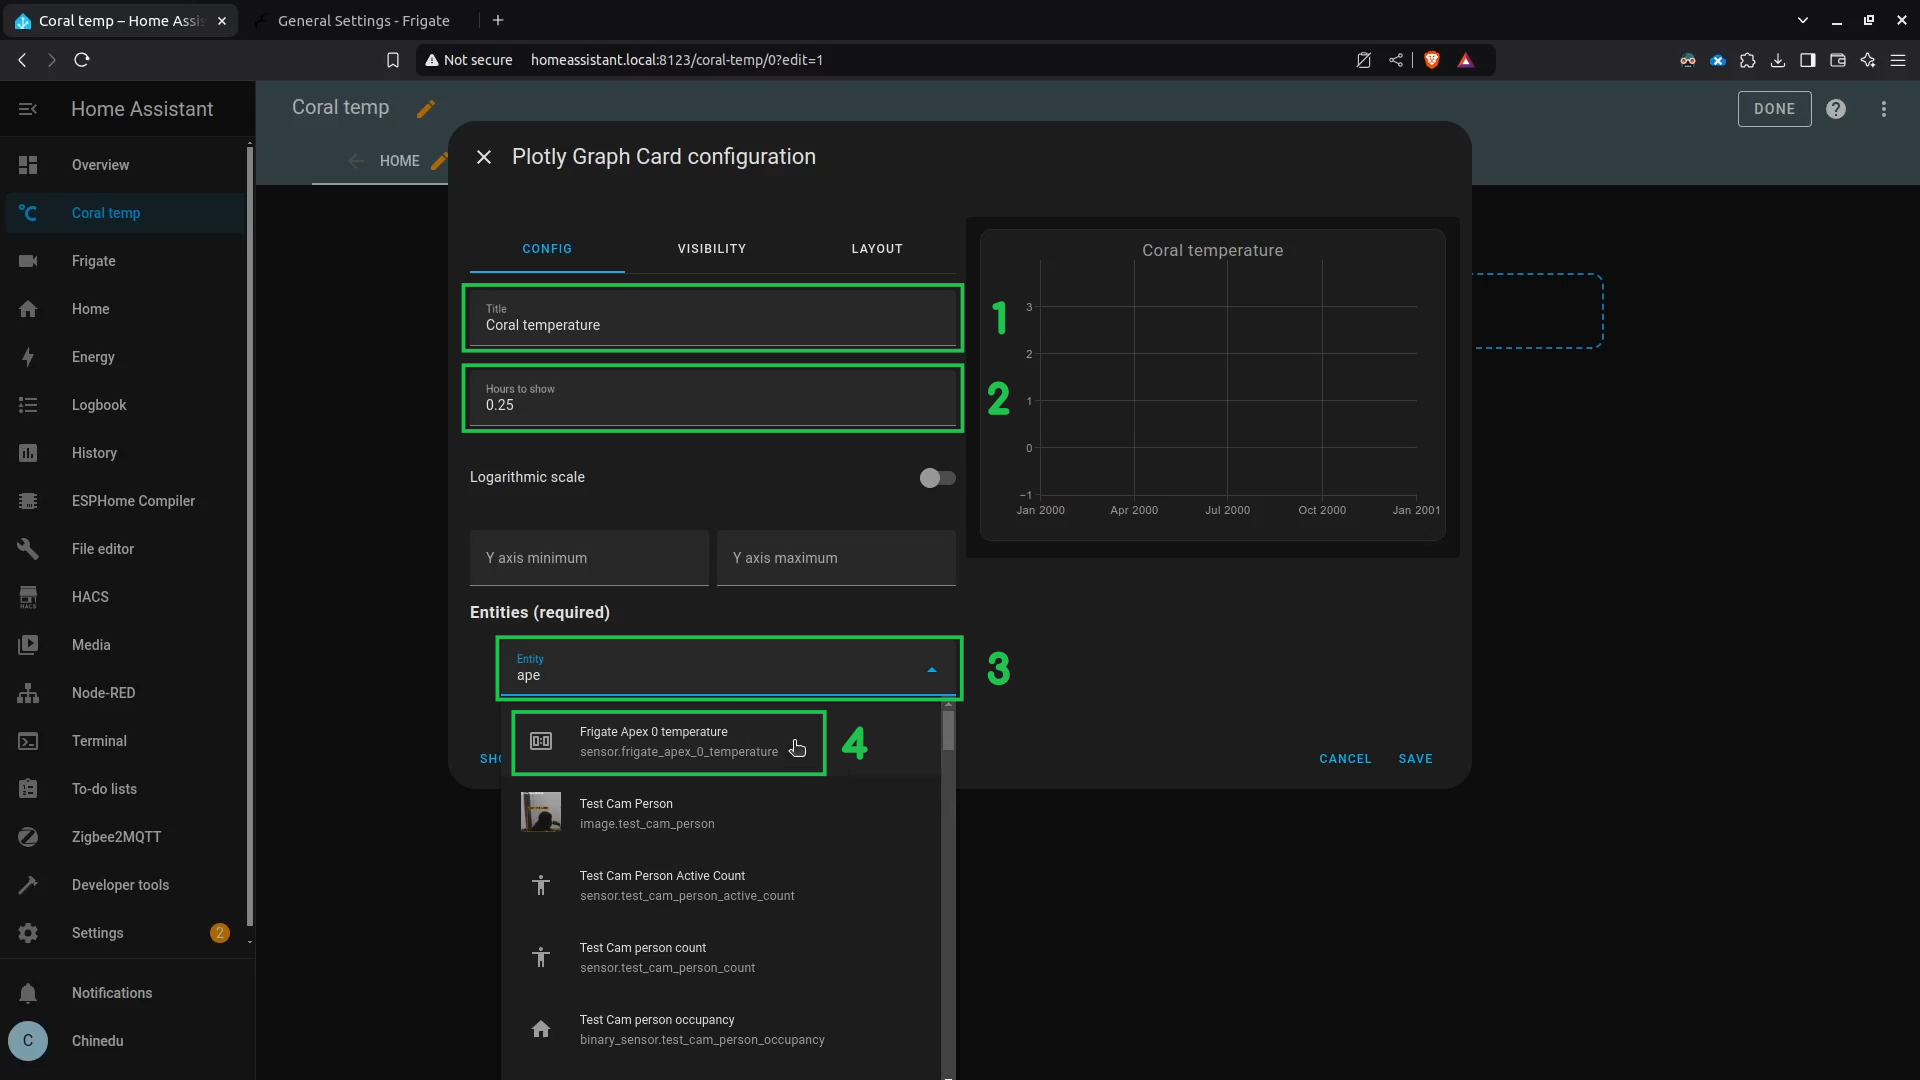 Coral temp – Home Assis
General Settings - Frigate
Not secure
homeassistant.local:8123/coral-temp/0?edit=1
Home Assistant
Coral temp
DONE
HOME
Overview
Coral temp
Frigate
Home
Energy
Logbook
History
ESPHome Compiler
File editor
HACS
HACS
Media
Node-RED
Terminal
To-do lists
Zigbee2MQTT
Developer tools
Settings
2
Notifications
C
Chinedu
Plotly Graph Card configuration
CONFIG
VISIBILITY
LAYOUT
Title
Coral temperature
1
Hours to show
0.25
2
Logarithmic scale
Y axis minimum
Y axis maximum
Entities (required)
Entity
ape
3
Frigate Apex 0 temperature
sensor.frigate_apex_0_temperature
4
Test Cam Person
image.test_cam_person
Test Cam Person Active Count
sensor.test_cam_person_active_count
Test Cam person count
sensor.test_cam_person_count
Test Cam person occupancy
binary_sensor.test_cam_person_occupancy
SHO
CANCEL
SAVE
Coral temperature
3
2
1
0
−1
Jan 2000
Apr 2000
Jul 2000
Oct 2000
Jan 2001